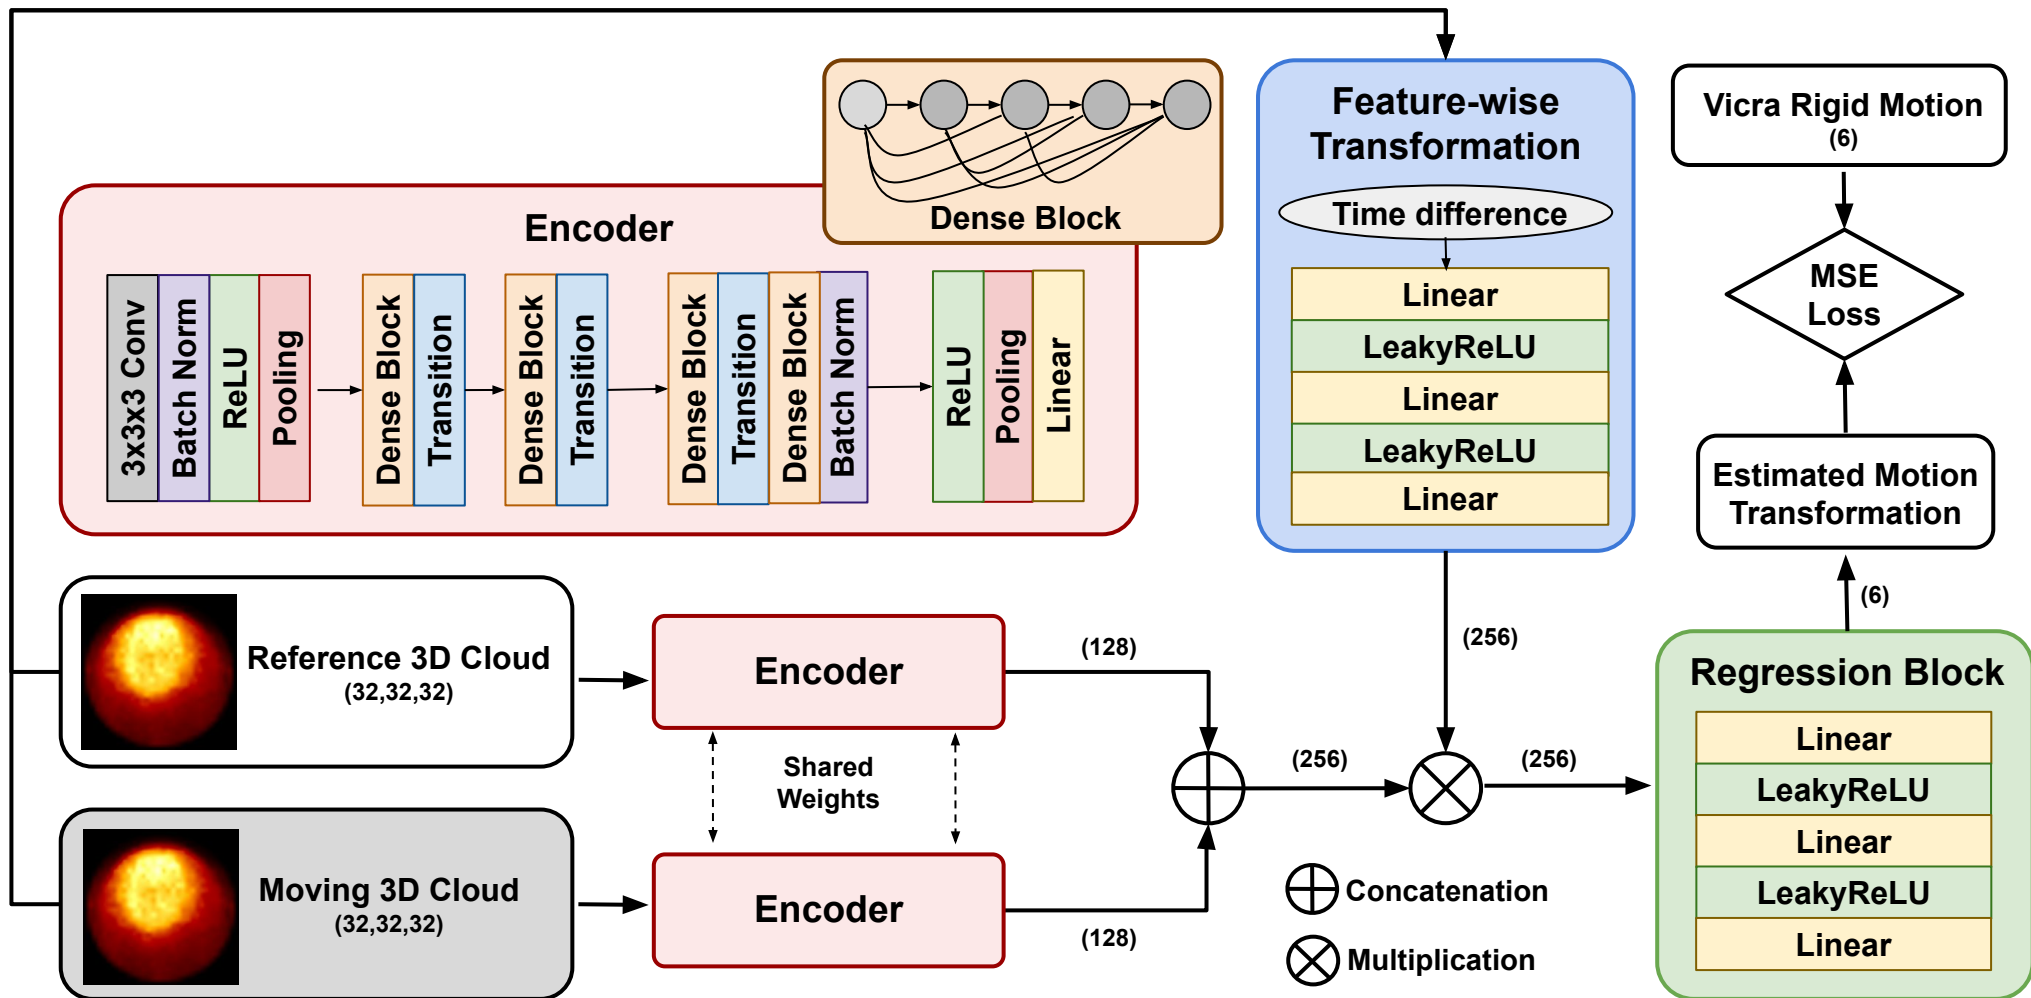 Dense Block
Encoder
3x3x3 Conv
Batch Norm
ReLU
Pooling
Dense Block
Transition
Dense Block
Transition
Dense Block
Transition
Dense Block
Batch Norm
ReLU
Pooling
Linear
Feature-wise
Transformation
Time difference
Linear
LeakyReLU
Linear
LeakyReLU
Linear
Vicra Rigid Motion
(6)
MSE
Loss
Estimated Motion
Transformation
(6)
Reference 3D Cloud
(32,32,32)
Encoder
(128)
Shared
Weights
Moving 3D Cloud
(32,32,32)
Encoder
(128)
(256)
(256)
(256)
Concatenation
Multiplication
Regression Block
Linear
LeakyReLU
Linear
LeakyReLU
Linear